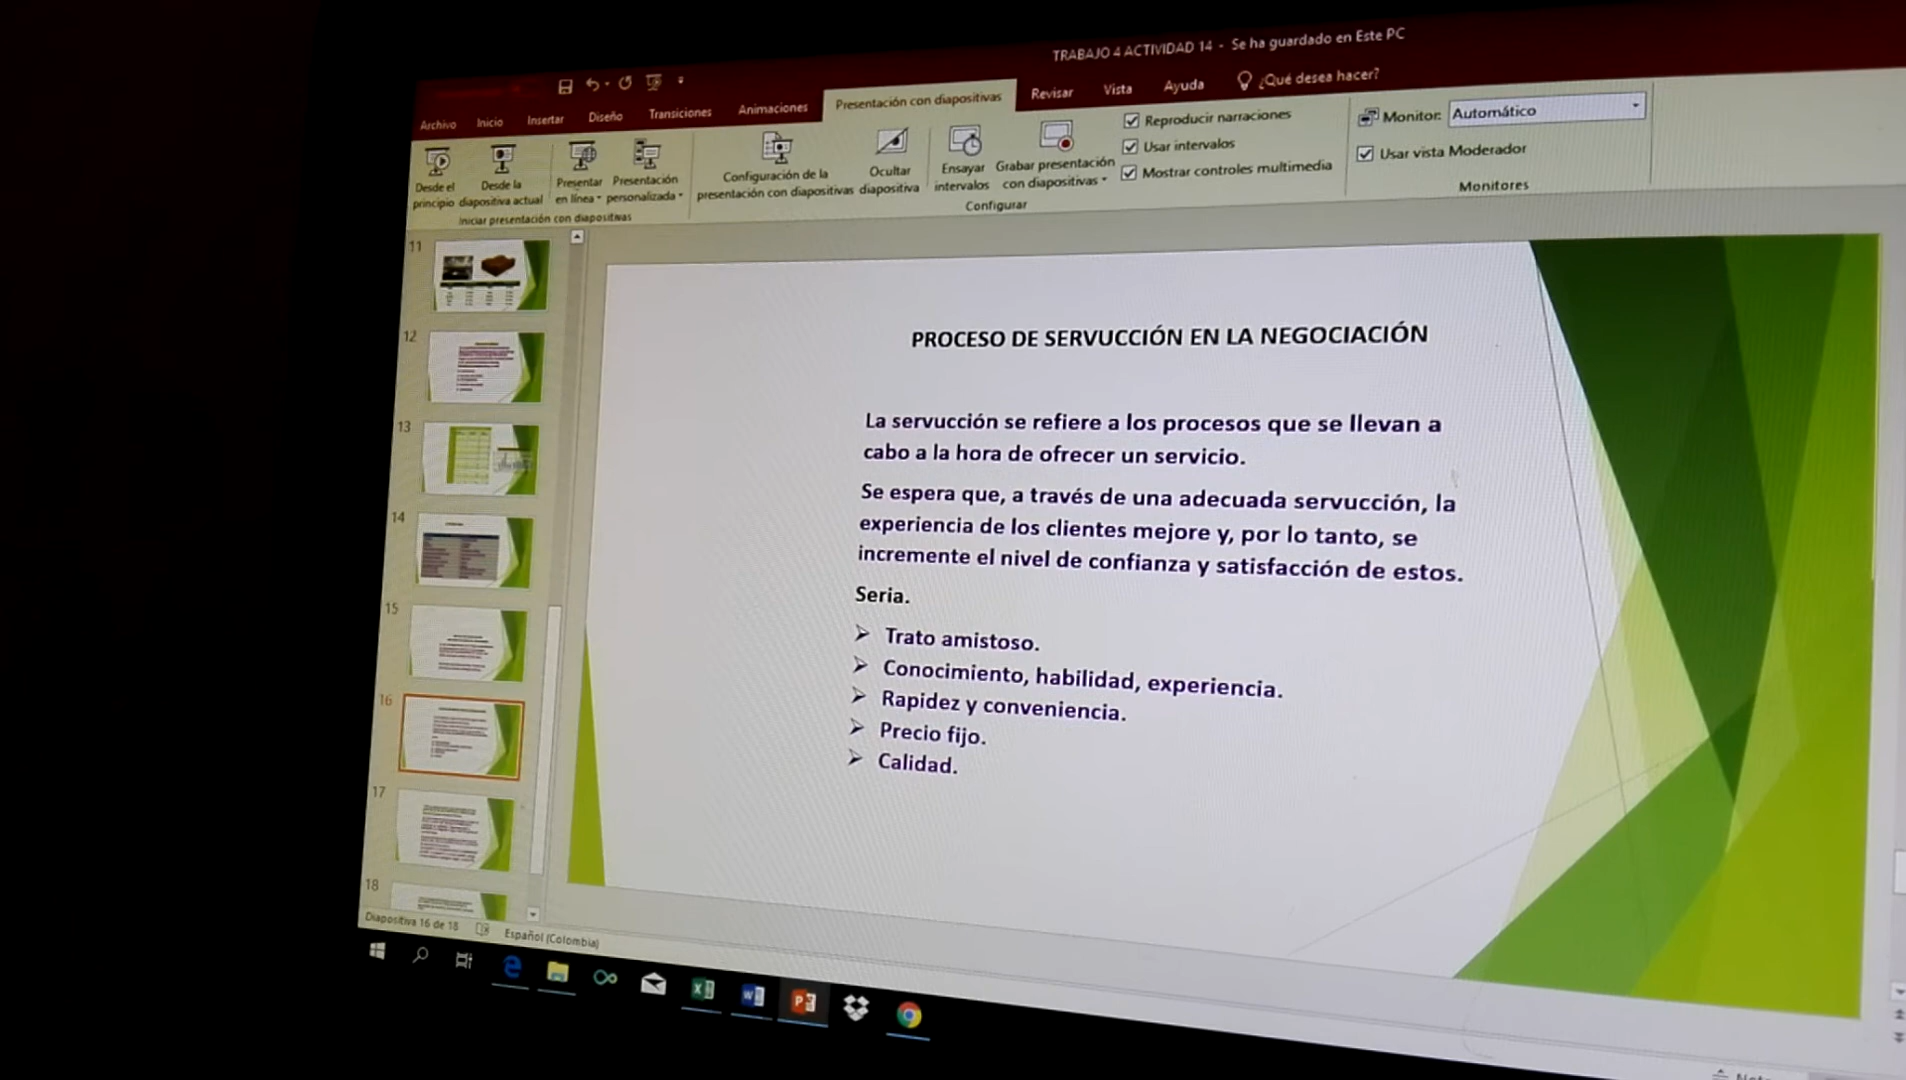 TRABAJO 4 ACTIVIDAD 14 - Se ha guardado en Este PC
Archivo Inicio Insertar Diseño Transiciones Animaciones Presentación con diapositivas Revisar Vista Ayuda ¿Qué desea hacer?
Desde el principio
Desde la diapositiva actual
Presentar en línea
Presentación personalizada
Iniciar presentación con diapositivas
Configuración de la presentación con diapositivas
Ocultar diapositiva
Ensayar intervalos
Grabar presentación con diapositivas
Reproducir narraciones
Usar intervalos
Mostrar controles multimedia
Configurar
Monitor: Automático
Usar vista Moderador
Monitores
11
12
13
14
15
16
17
18
PROCESO DE SERVUCCIÓN EN LA NEGOCIACIÓN
La servucción se refiere a los procesos que se llevan a
cabo a la hora de ofrecer un servicio.
Se espera que, a través de una adecuada servucción, la
experiencia de los clientes mejore y, por lo tanto, se
incremente el nivel de confianza y satisfacción de estos.
Seria.
Trato amistoso.
Conocimiento, habilidad, experiencia.
Rapidez y conveniencia.
Precio fijo.
Calidad.
Diapositiva 16 de 18 Español (Colombia)